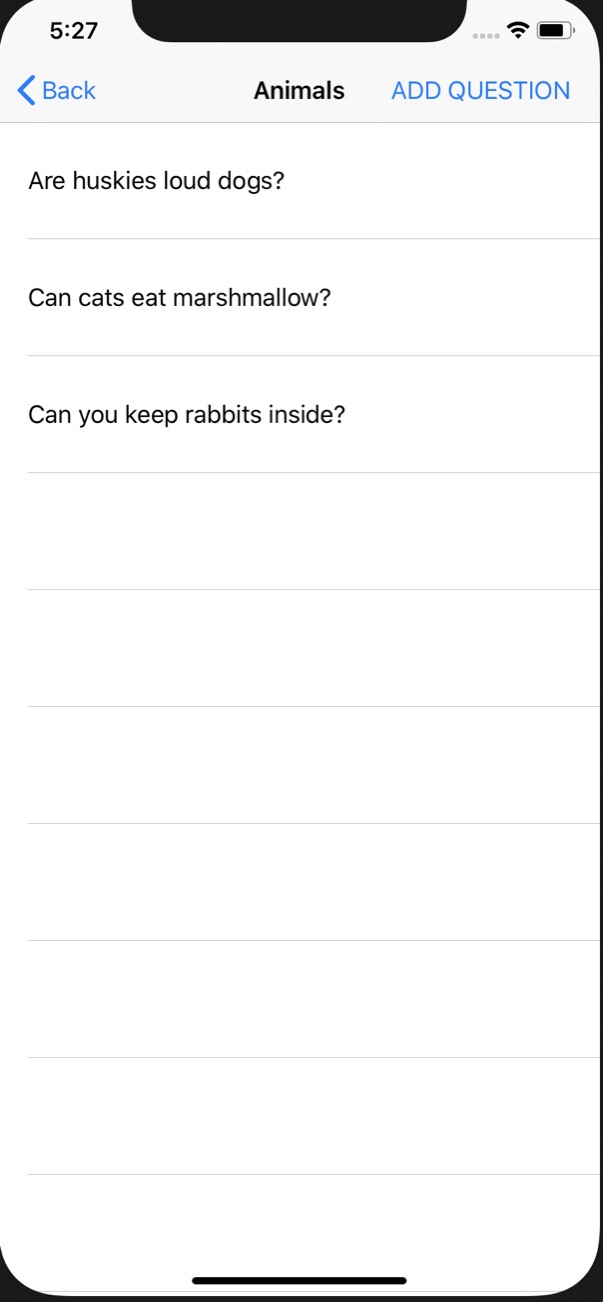 5:27
Back Animals ADD QUESTION
Are huskies loud dogs?
Can cats eat marshmallow?
Can you keep rabbits inside?